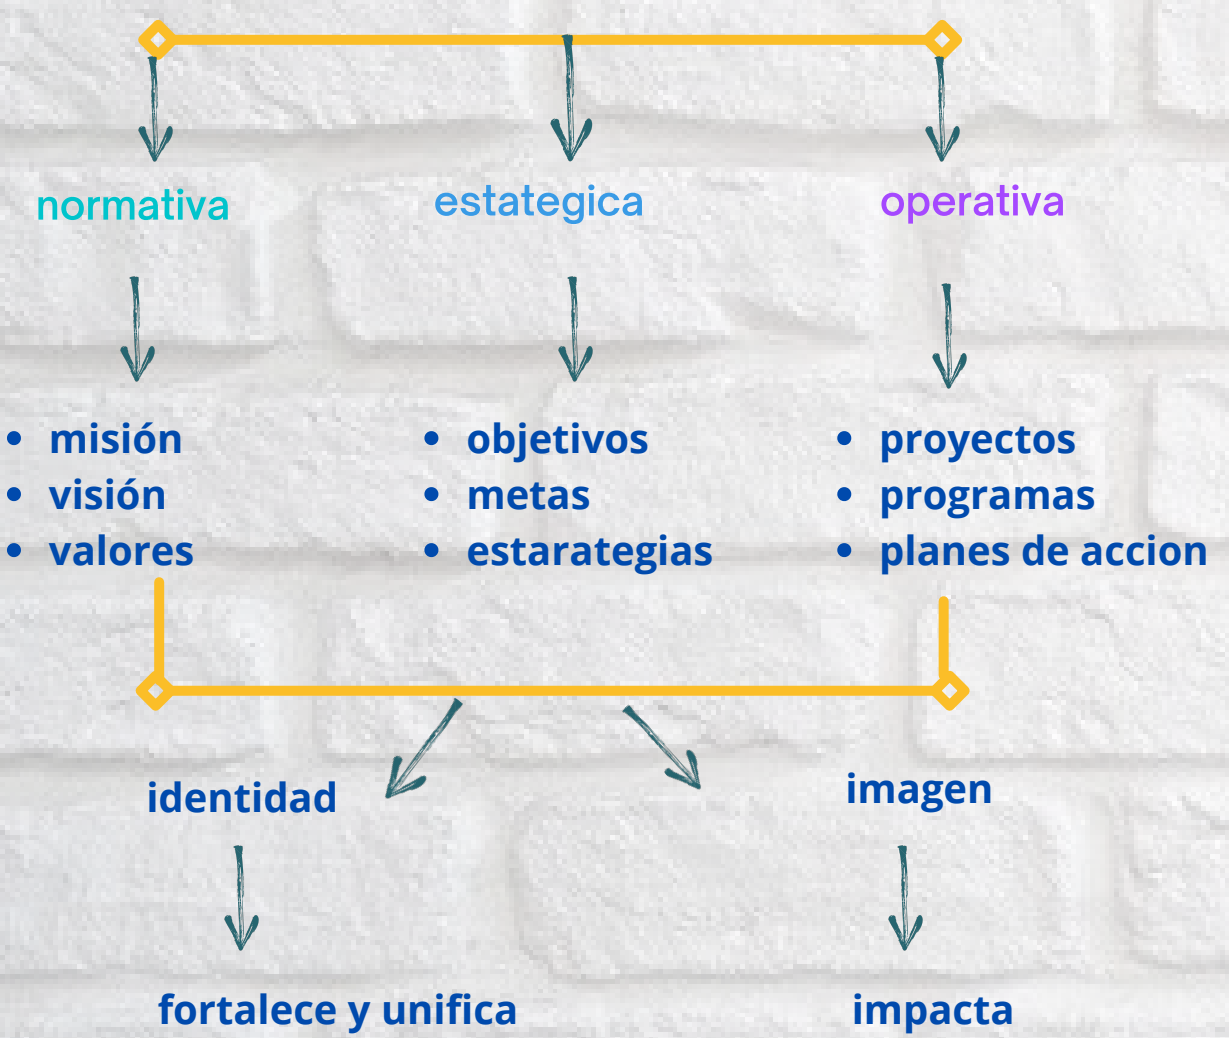 normativa
estategica
operativa
misión
visión
valores
objetivos
metas
estarategias
proyectos
programas
planes de accion
identidad
imagen
fortalece y unifica
impacta